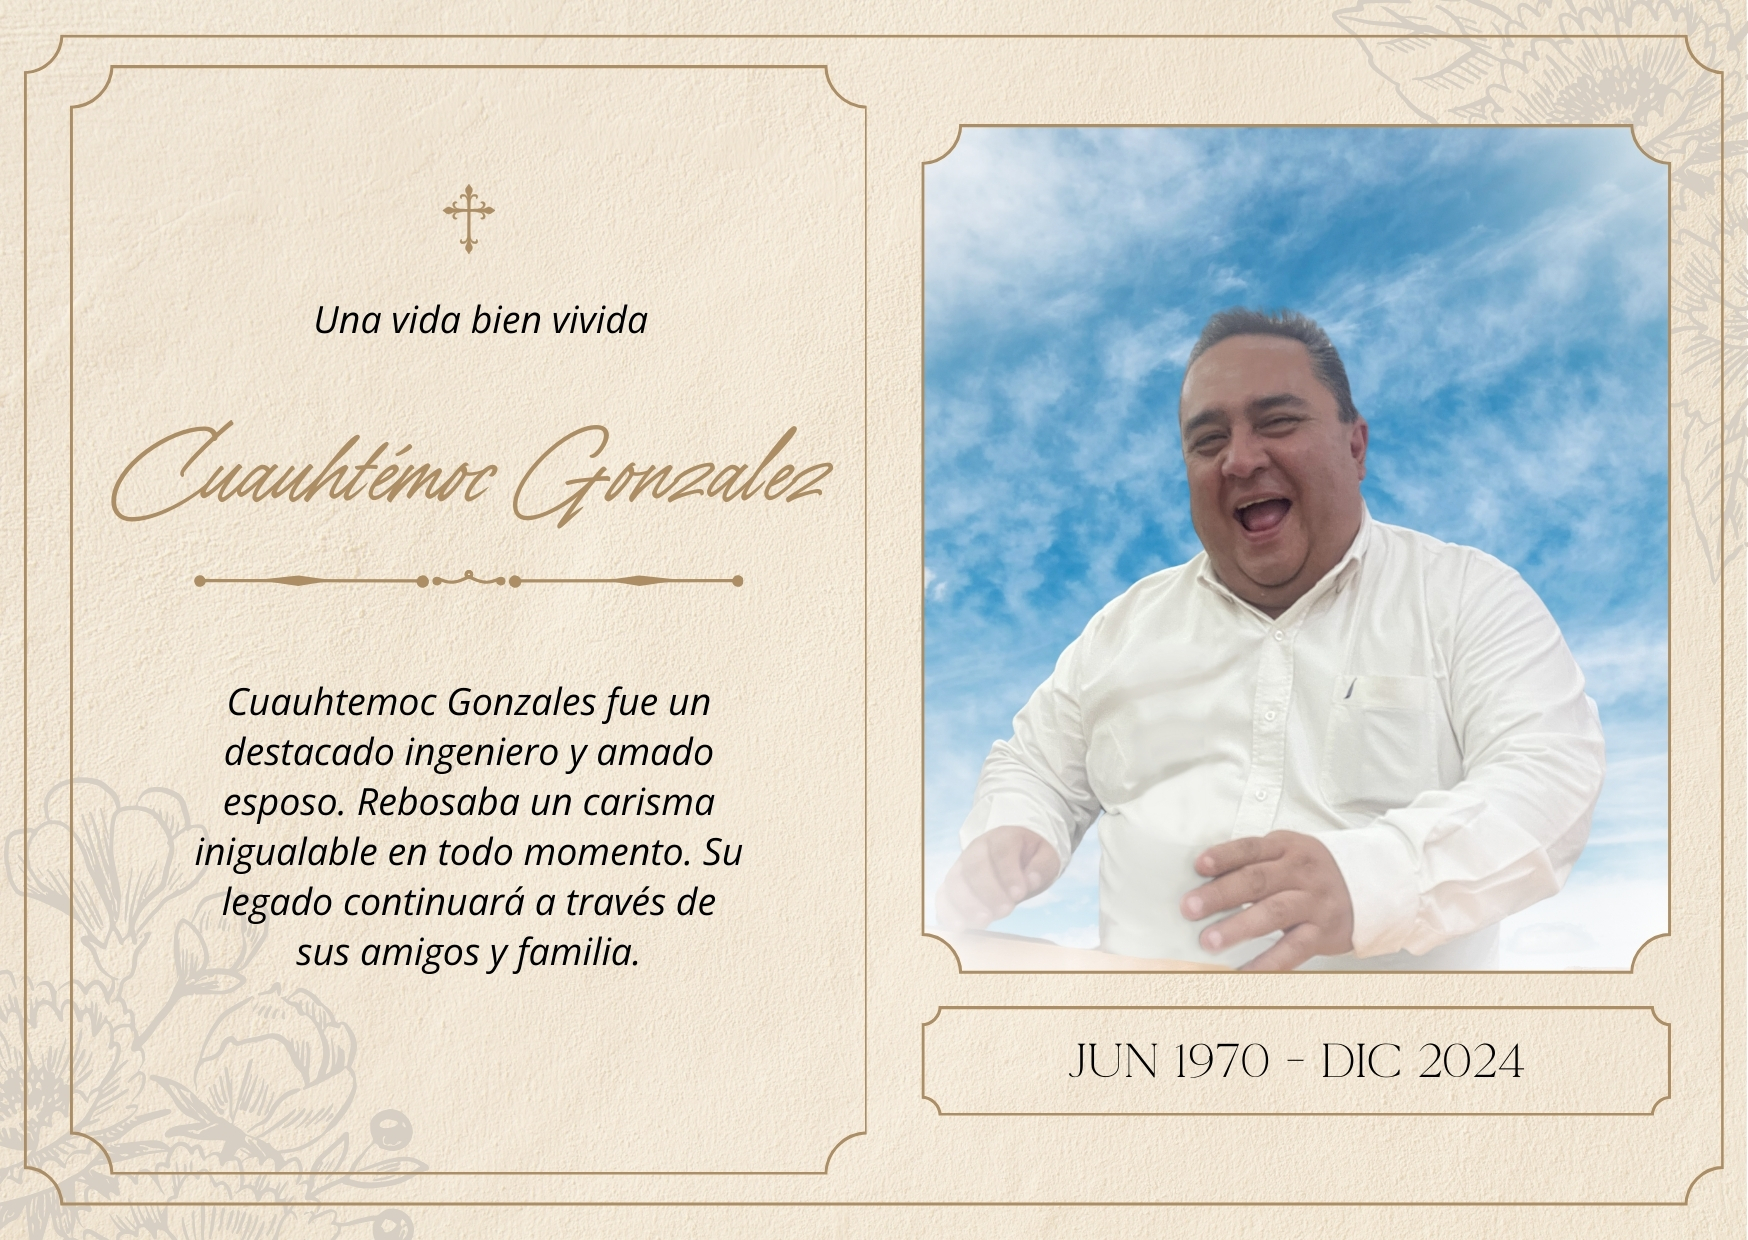 Una vida bien vivida
Cuauhtémoc Gonzalez
Cuauhtemoc Gonzales fue un
destacado ingeniero y amado
esposo. Rebosaba un carisma
inigualable en todo momento. Su
legado continuará a través de
sus amigos y familia.
JUN 1970 - DIC 2024